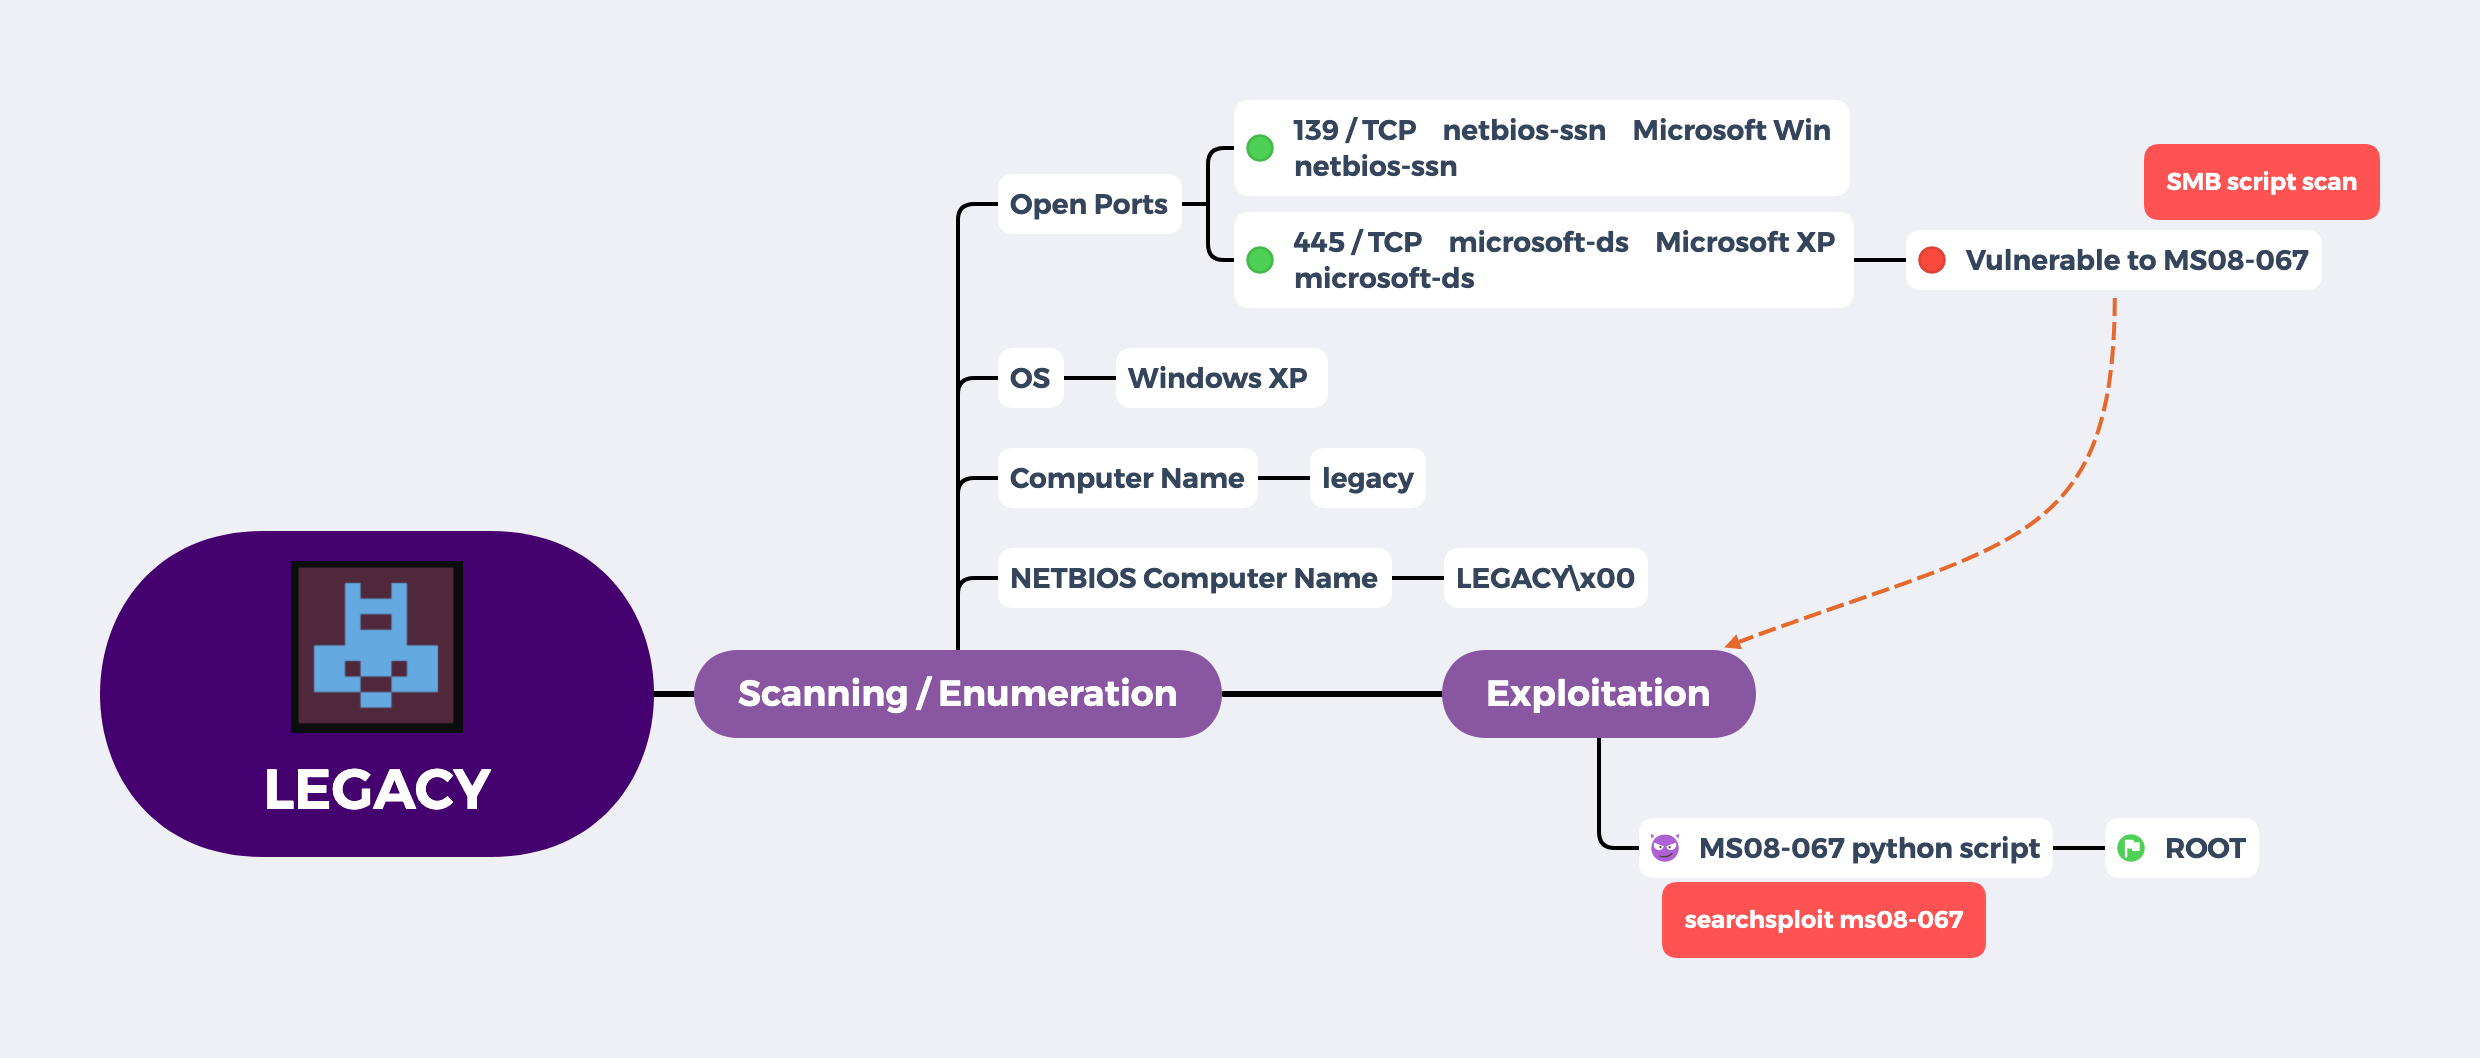 139 / TCP netbios-ssn Microsoft Win
netbios-ssn
SMB script scan
Open Ports
445 / TCP microsoft-ds Microsoft XP
microsoft-ds
Vulnerable to MS08-067
OS
Windows XP
Computer Name
legacy
NETBIOS Computer Name
LEGACY\x00
LEGACY
Scanning / Enumeration
Exploitation
MS08-067 python script
ROOT
searchsploit ms08-067